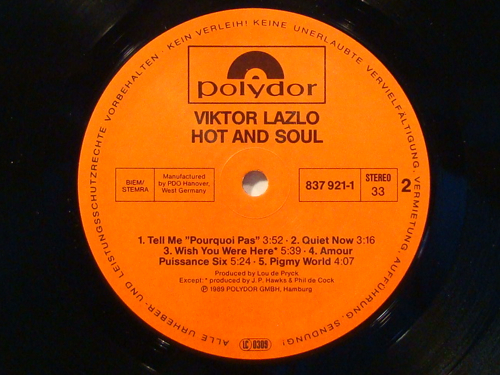 ALLE URHEBER- UND LEISTUNGSSCHUTZRECHTE VORBEHALTEN. KEIN VERLEIH! KEINE UNERLAUBTE VERVIELFÄLTIGUNG, VERMIETUNG, AUFFÜHRUNG, SENDUNG!
polydor
VIKTOR LAZLO
HOT AND SOUL
BIEM/
STEMRA
Manufactured
by PDO Hanover,
West Germany
837 921-1
STEREO
33
2
1. Tell Me "Pourquoi Pas" 3:52 · 2. Quiet Now 3:16
3. Wish You Were Here* 5:39 · 4. Amour
Puissance Six 5:24 · 5. Pigmy World 4:07
Produced by Lou de Pryck
Except: * produced by J. P. Hawks & Phil de Cock
Ⓟ 1989 POLYDOR GMBH, Hamburg
LC 0309